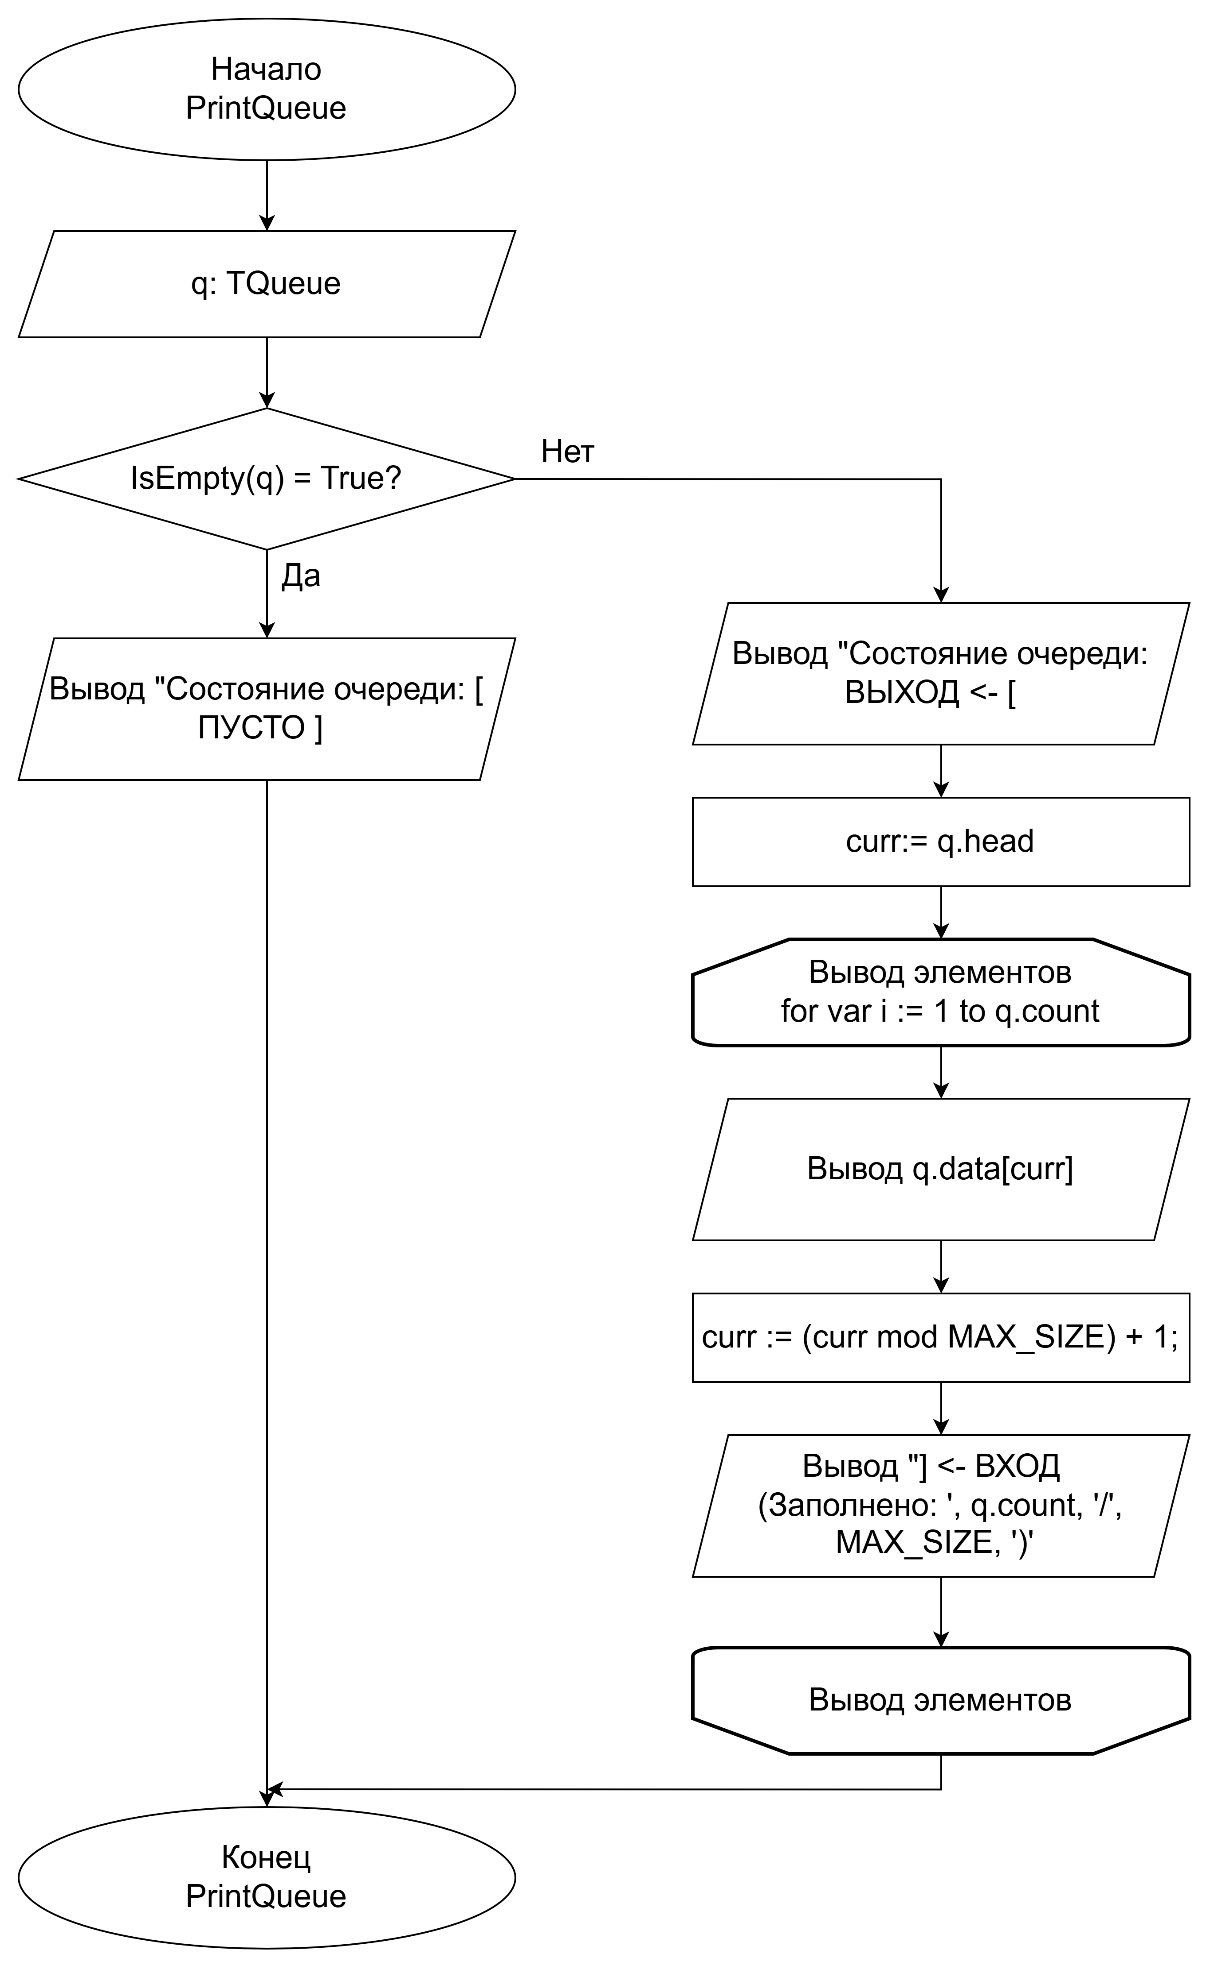 Начало
PrintQueue
q: TQueue
IsEmpty(q) = True?
Нет
Да
Вывод "Состояние очереди: [
ПУСТО ]
Вывод "Состояние очереди:
ВЫХОД <- [
curr:= q.head
Вывод элементов
for var i := 1 to q.count
Вывод q.data[curr]
curr := (curr mod MAX_SIZE) + 1;
Вывод "] <- ВХОД
(Заполнено: ', q.count, '/',
MAX_SIZE, ')'
Вывод элементов
Конец
PrintQueue